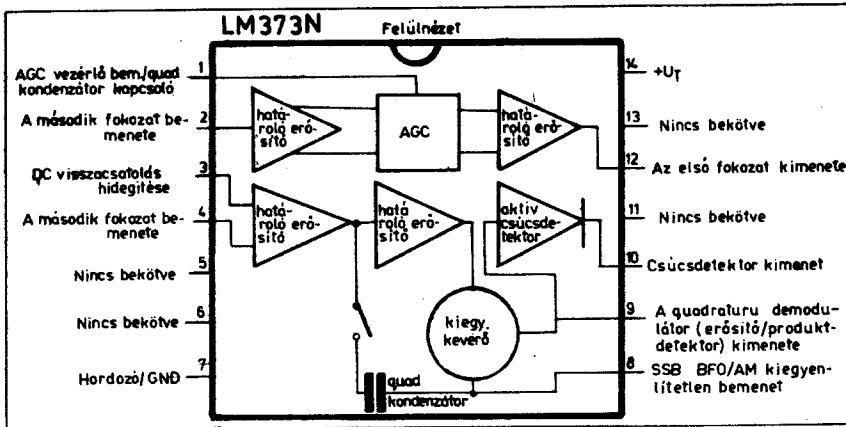 LM373N
Felülnézet
1
AGC vezérlő bem./quad
kondenzátor kapcsoló
2
A második fokozat be-
menete
3
DC visszacsatolás
hidegítése
4
A második fokozat be-
menete
5
Nincs bekötve
6
Nincs bekötve
7
Hordozó/GND
hatá-
roló erő-
sítő
AGC
hatá-
roló erő-
sítő
hatá-
roló erő-
sítő
hatá
roló erő-
sítő
aktív
csúcsde-
tektor
kiegy.
keverő
quad
kondenzátor
14
+UT
13
Nincs bekötve
12
Az első fokozat kimenete
11
Nincs bekötve
10
Csúcsdetektor kimenet
9
A quadraturu demodu-
látor (erősítő/produkt-
detektor) kimenete
8
SSB BFO/AM kiegyen-
lítetlen bemenet